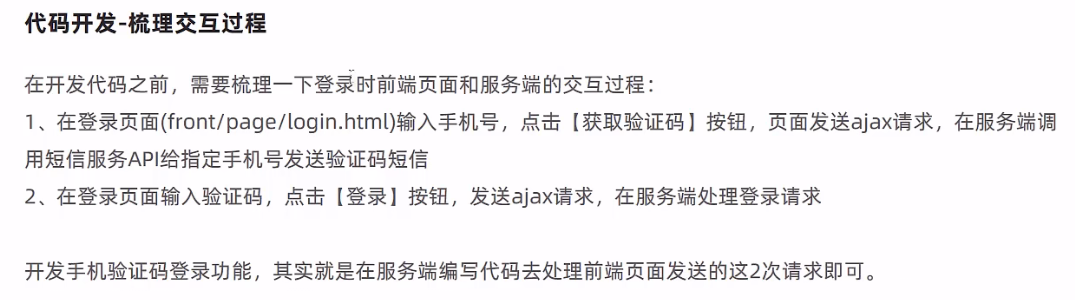 代码开发-梳理交互过程
在开发代码之前，需要梳理一下登录时前端页面和服务端的交互过程：
1、在登录页面(front/page/login.html)输入手机号，点击【获取验证码】按钮，页面发送ajax请求，在服务端调
用短信服务API给指定手机号发送验证码短信
2、在登录页面输入验证码，点击【登录】按钮，发送ajax请求，在服务端处理登录请求
开发手机验证码登录功能，其实就是在服务端编写代码去处理前端页面发送的这2次请求即可。